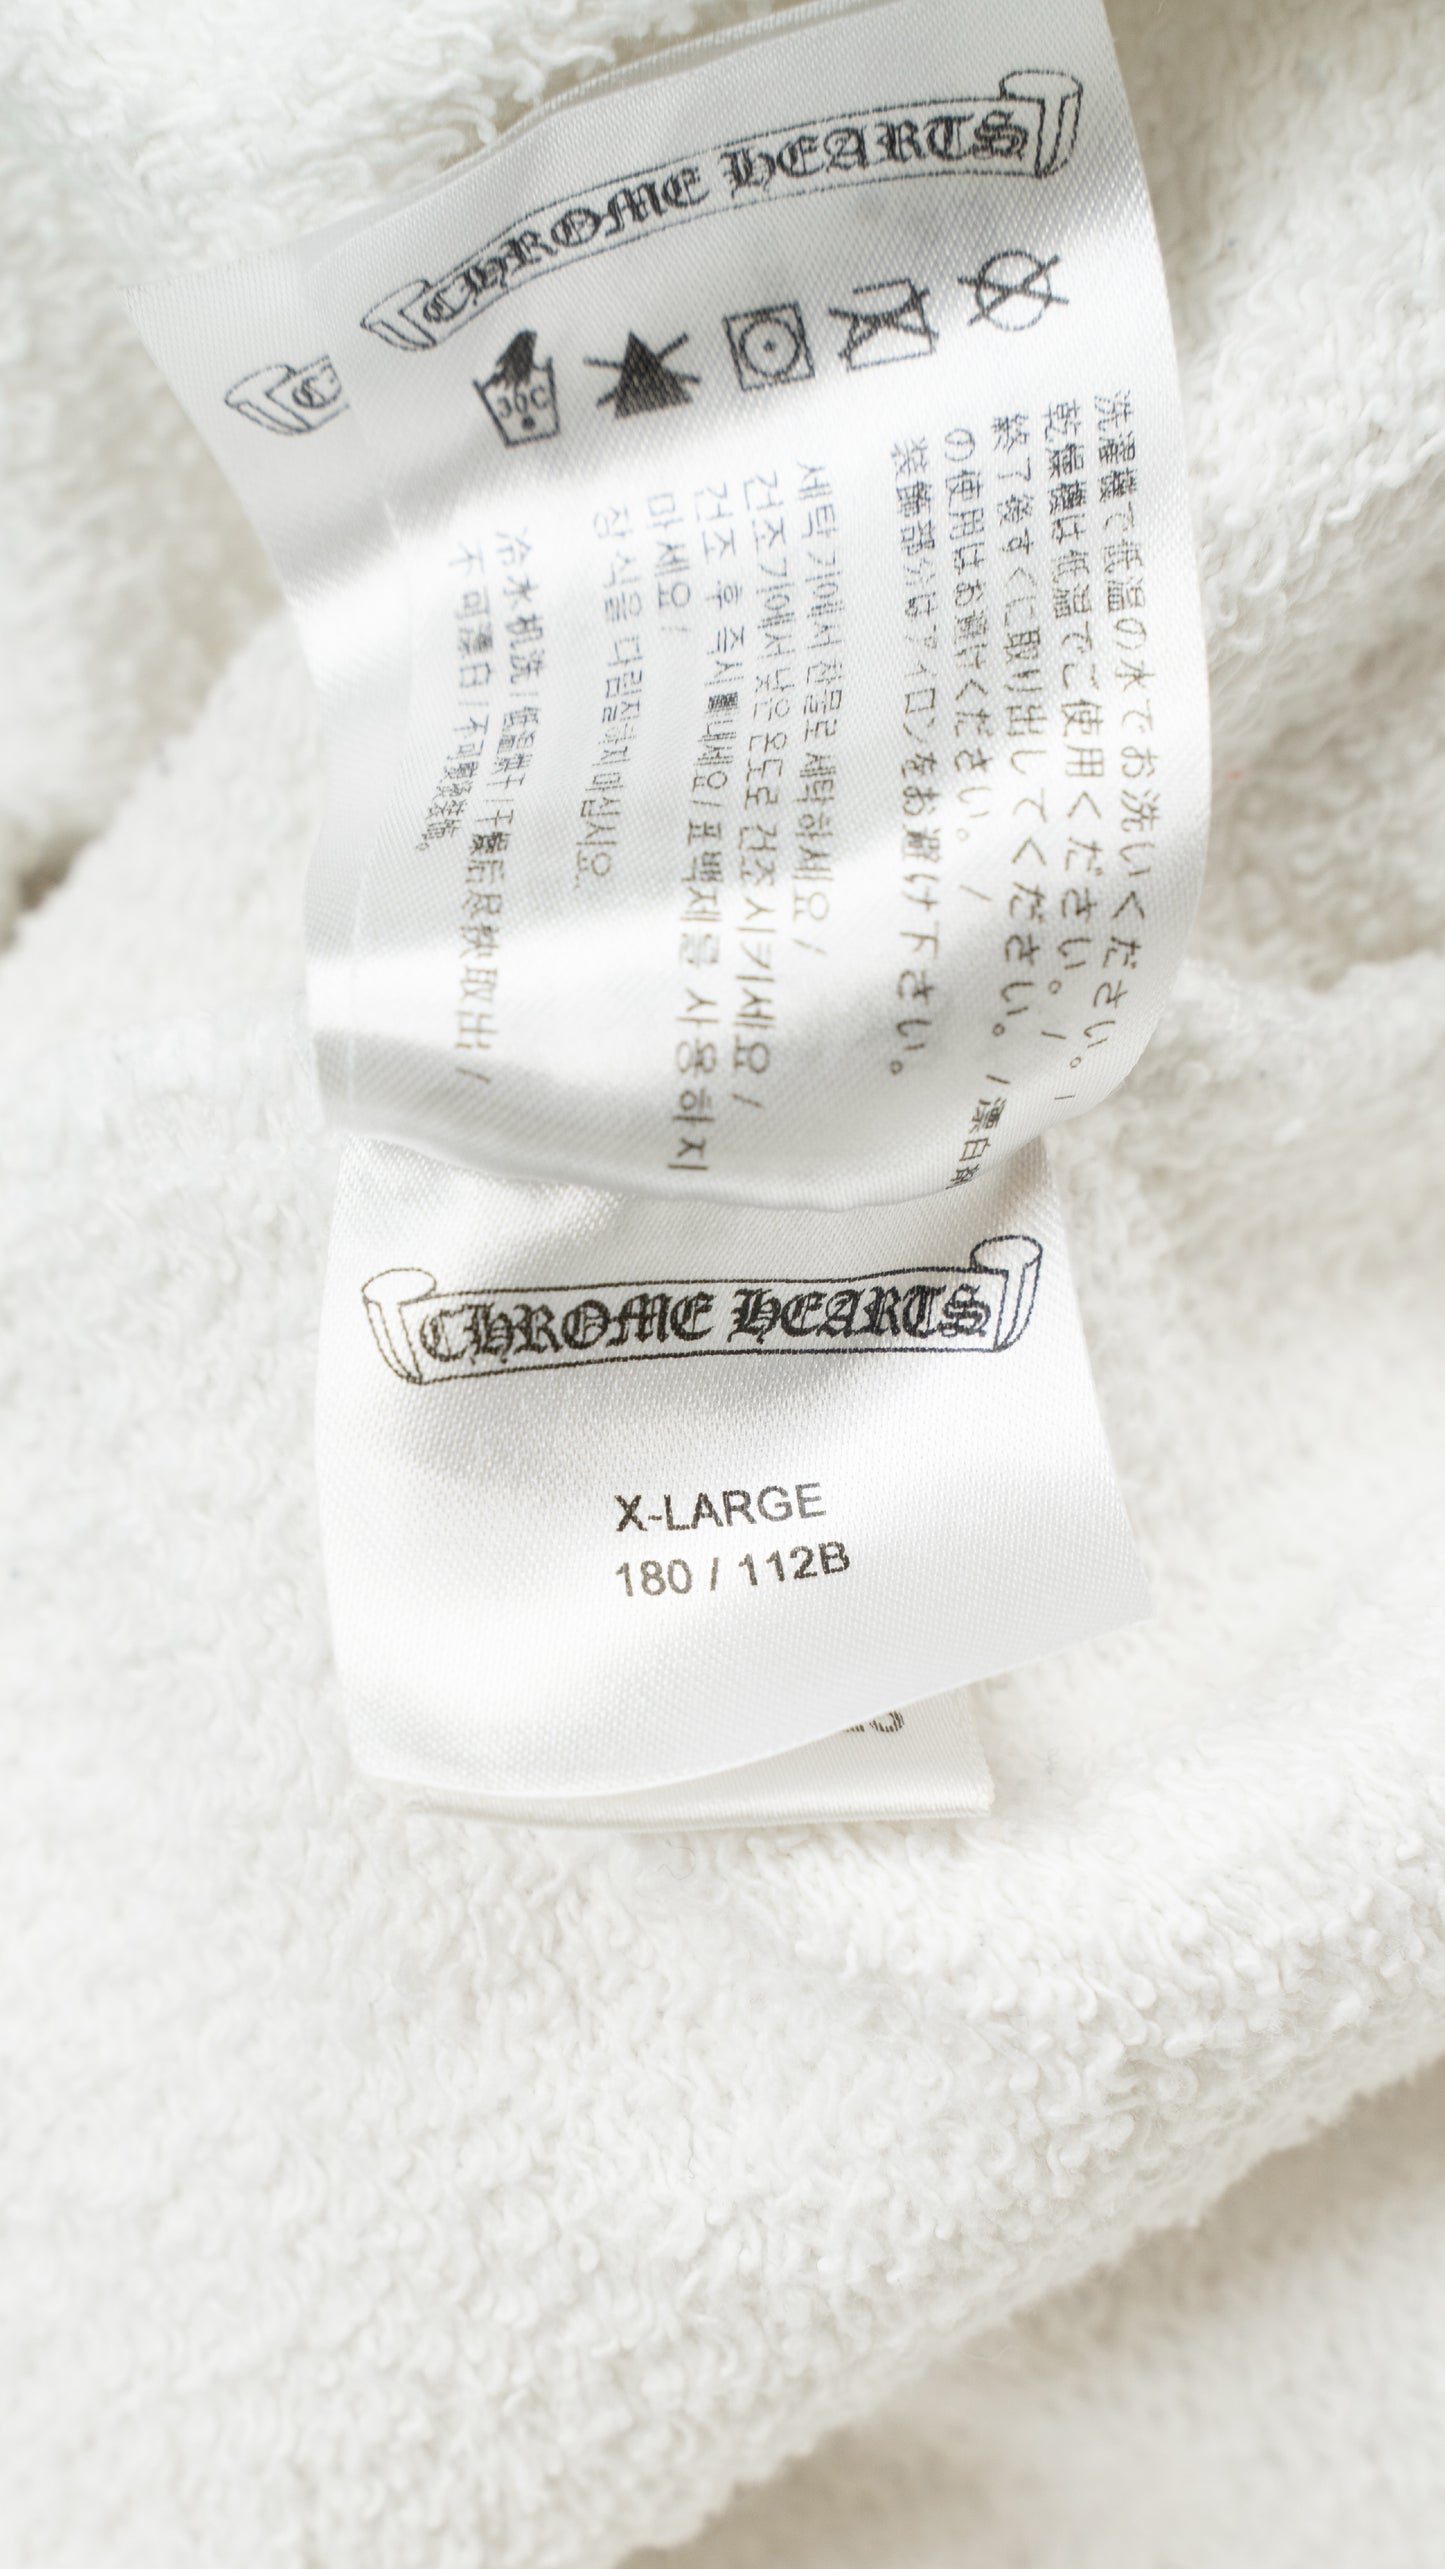 CHROME HEARTS
C
30C
洗濯機で低温の水でお洗いください。/
乾燥機は低温でご使用ください。/
終了後すぐに取り出してください。/漂白剤
の使用はお避けください。/
装飾部分はアイロンをお避け下さい。
세탁기에서 찬물로 세탁하세요/
건조기에서 낮은 온도로 건조시키세요/
건조 후 즉시 꺼내세요/표백제를 사용하지
마세요/
장식을 다림질하지 마십시오.
冷水机洗/低温烘干/干燥后尽快取出/
不可漂白/不可熨烫装饰。
CHROME HEARTS
X-LARGE
180 / 112B